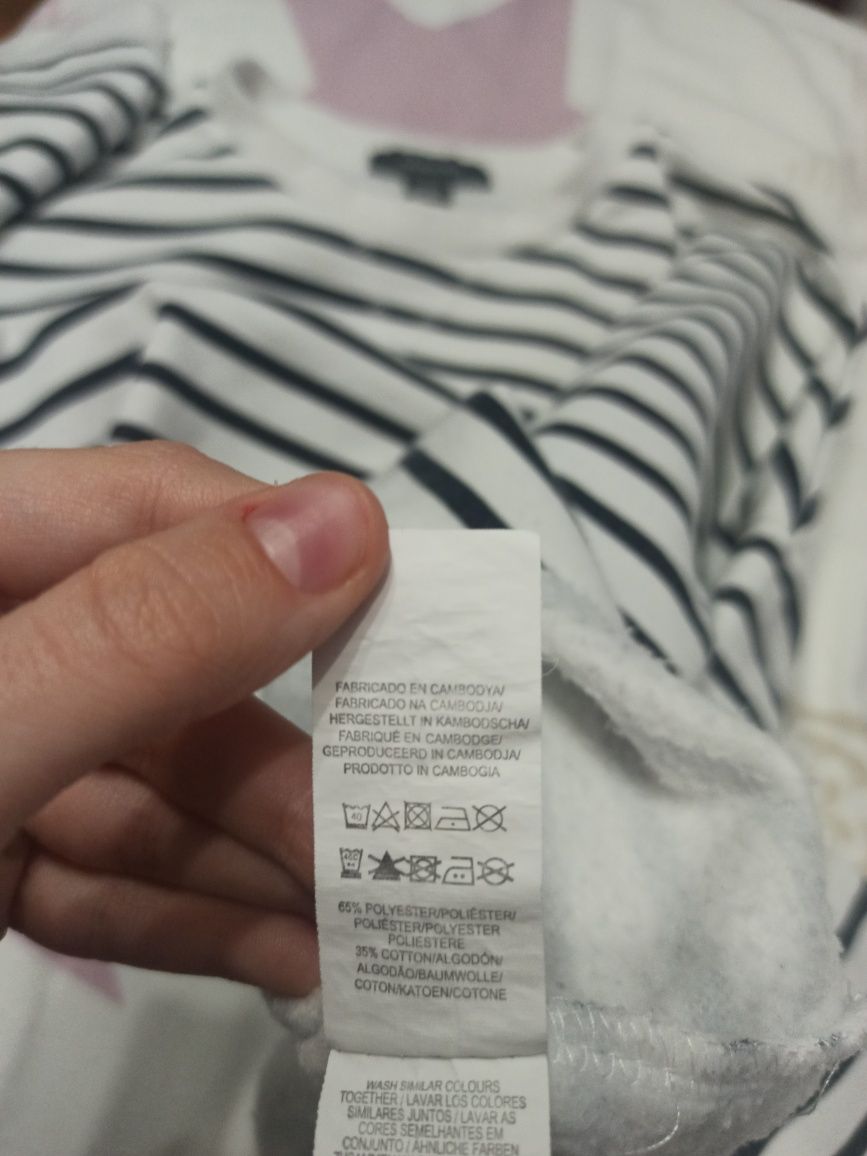 FABRICADO EN CAMBODYA/
FABRICADO NA CAMBODJA/
HERGESTELLT IN KAMBODSCHA/
FABRIQUÉ EN CAMBODGE/
GEPRODUCEERD IN CAMBODJA/
PRODOTTO IN CAMBOGIA
40
40C
65% POLYESTER/POLIÉSTER/
POLIÉSTER/POLYESTER
POLIESTERE
35% COTTON/ALGODÓN/
ALGODÃO/BAUMWOLLE/
COTON/KATOEN/COTONE
WASH SIMILAR COLOURS
TOGETHER / LAVAR LOS COLORES
SIMILARES JUNTOS / LAVAR AS
CORES SEMELHANTES EM
CONJUNTO / ÄHNLICHE FARBEN